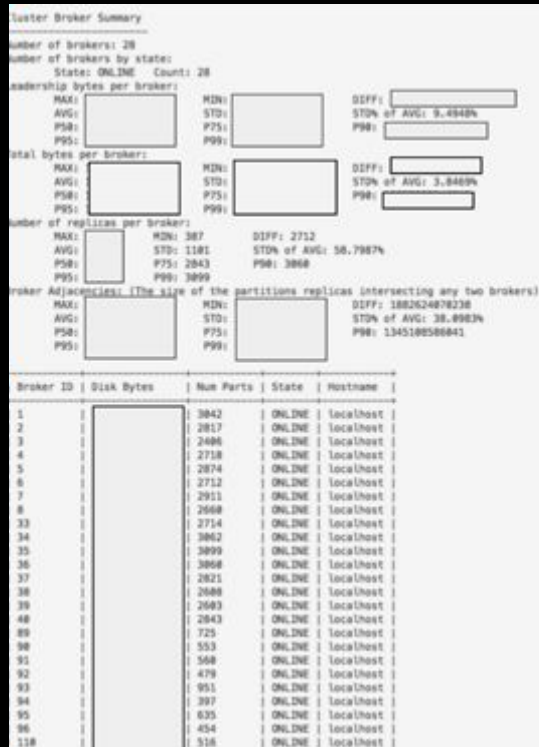 Cluster Broker Summary
Number of brokers: 28
Number of brokers by state:
State: ONLINE Count: 28
Leadership bytes per broker:
MAX: MIN: DIFF:
AVG: STD: STD% of AVG: 9.4940%
P50: P75: P90:
P95: P99:
Total bytes per broker:
MAX: MIN: DIFF:
AVG: STD: STD% of AVG: 3.8469%
P50: P75: P90:
P95: P99:
Number of replicas per broker:
MAX: MIN: 387 DIFF: 2712
AVG: STD: 1101 STD% of AVG: 50.7987%
P50: P75: 2843 P90: 3060
P95: P99: 3099
Broker Adjacencies: (The size of the partitions replicas intersecting any two brokers)
MAX: MIN: DIFF: 1882624070230
AVG: STD: STD% of AVG: 38.0983%
P50: P75: P90: 1345108586041
P95: P99:
Broker ID | Disk Bytes | Num Parts | State | Hostname |
1 | | 3042 | ONLINE | localhost |
2 | | 2817 | ONLINE | localhost |
3 | | 2406 | ONLINE | localhost |
4 | | 2718 | ONLINE | localhost |
5 | | 2874 | ONLINE | localhost |
6 | | 2712 | ONLINE | localhost |
7 | | 2911 | ONLINE | localhost |
8 | | 2660 | ONLINE | localhost |
33 | | 2714 | ONLINE | localhost |
34 | | 3062 | ONLINE | localhost |
35 | | 3099 | ONLINE | localhost |
36 | | 3060 | ONLINE | localhost |
37 | | 2821 | ONLINE | localhost |
38 | | 2608 | ONLINE | localhost |
39 | | 2603 | ONLINE | localhost |
40 | | 2843 | ONLINE | localhost |
89 | | 725 | ONLINE | localhost |
90 | | 553 | ONLINE | localhost |
91 | | 560 | ONLINE | localhost |
92 | | 479 | ONLINE | localhost |
93 | | 951 | ONLINE | localhost |
94 | | 397 | ONLINE | localhost |
95 | | 635 | ONLINE | localhost |
96 | | 454 | ONLINE | localhost |
110 | | 516 | ONLINE | localhost |